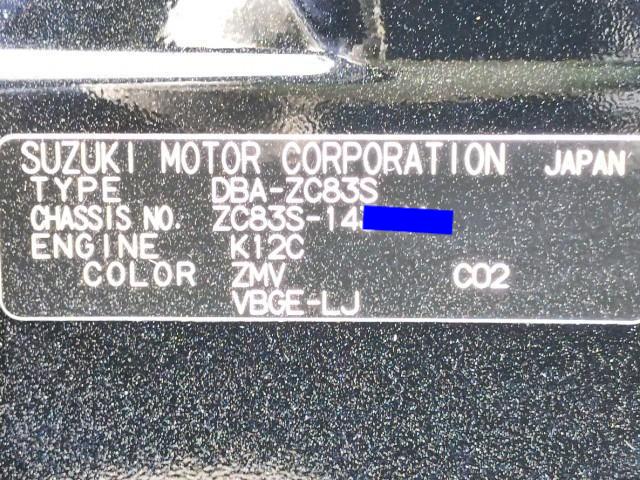 SUZUKI MOTOR CORPORATION JAPAN
TYPE DBA-ZC83S
CHASSIS NO. ZC83S-14
ENGINE K12C
COLOR ZMV C02
VBGE-LJ